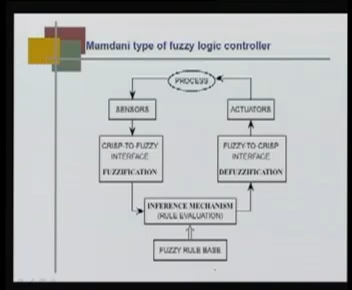 Mamdani type of fuzzy logic controller
PROCESS
SENSORS
ACTUATORS
CRISP-TO-FUZZY
INTERFACE
FUZZIFICATION
FUZZY-TO-CRISP
INTERFACE
DEFUZZIFICATION
INFERENCE MECHANISM
(RULE EVALUATION)
FUZZY RULE BASE